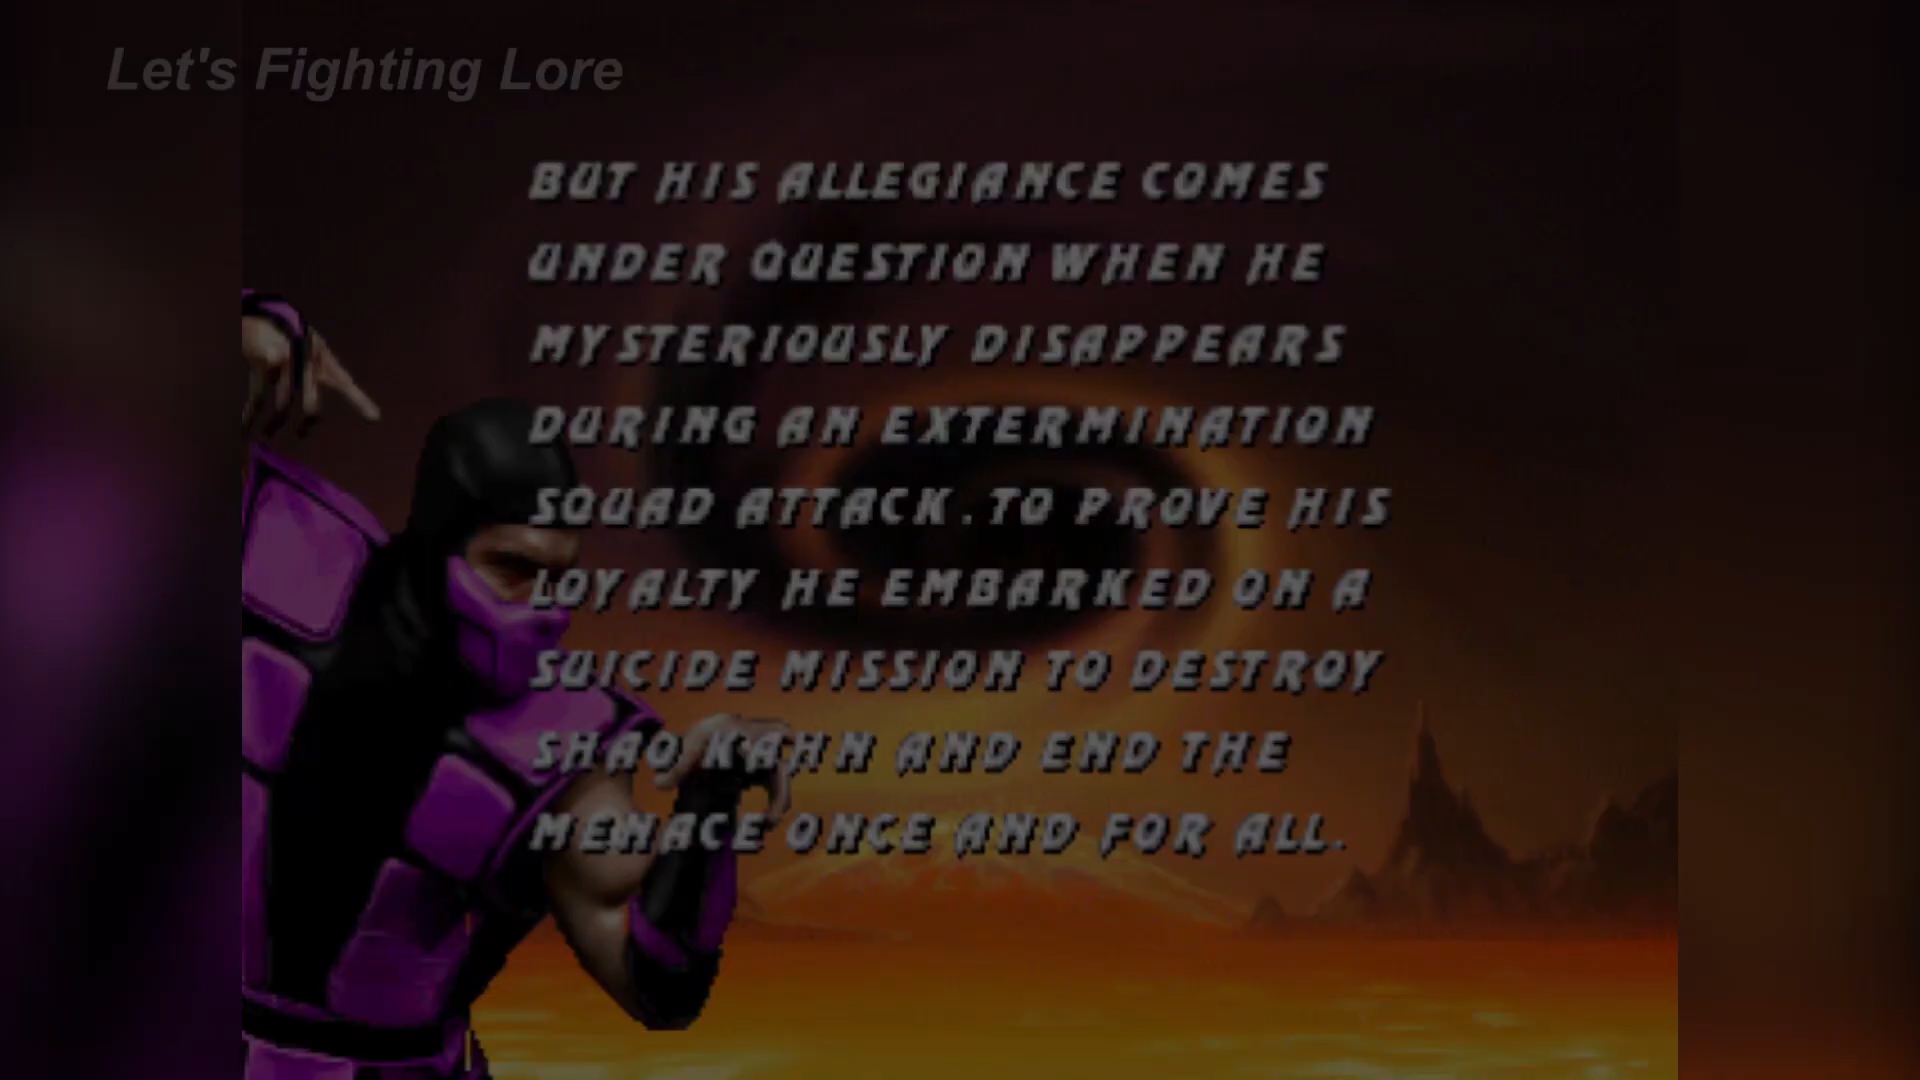 Let's Fighting Lore
BUT HIS ALLEGIANCE COMES
UNDER QUESTION WHEN HE
MYSTERIOUSLY DISAPPEARS
DURING AN EXTERMINATION
SQUAD ATTACK.TO PROVE HIS
LOYALTY HE EMBARKED ON A
SUICIDE MISSION TO DESTROY
SHAO KAHN AND END THE
MENACE ONCE AND FOR ALL.